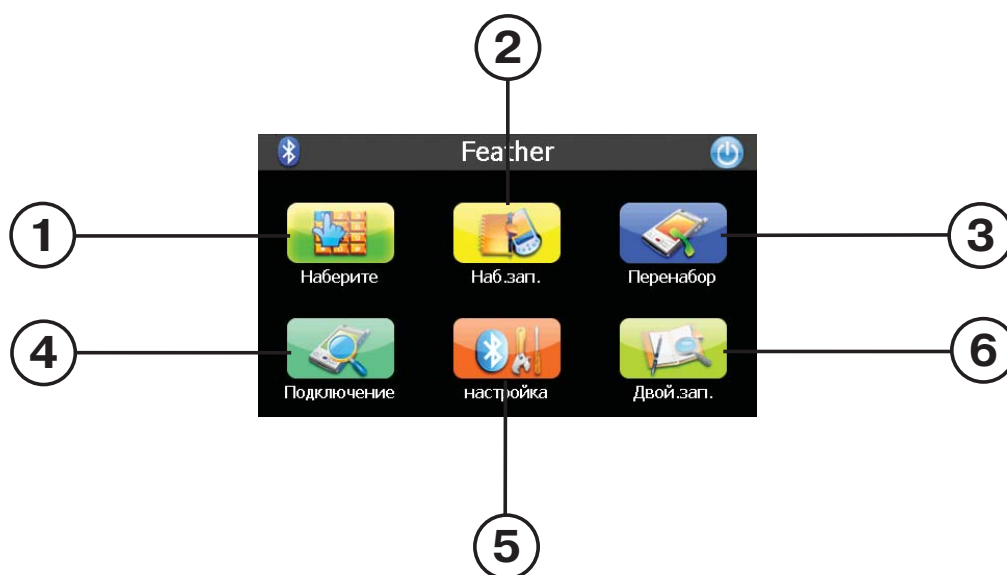 2
Feather
1
3
Наберите
Наб.зап.
Перенабор
4
6
Подключение
настройка
Двой.зап.
5